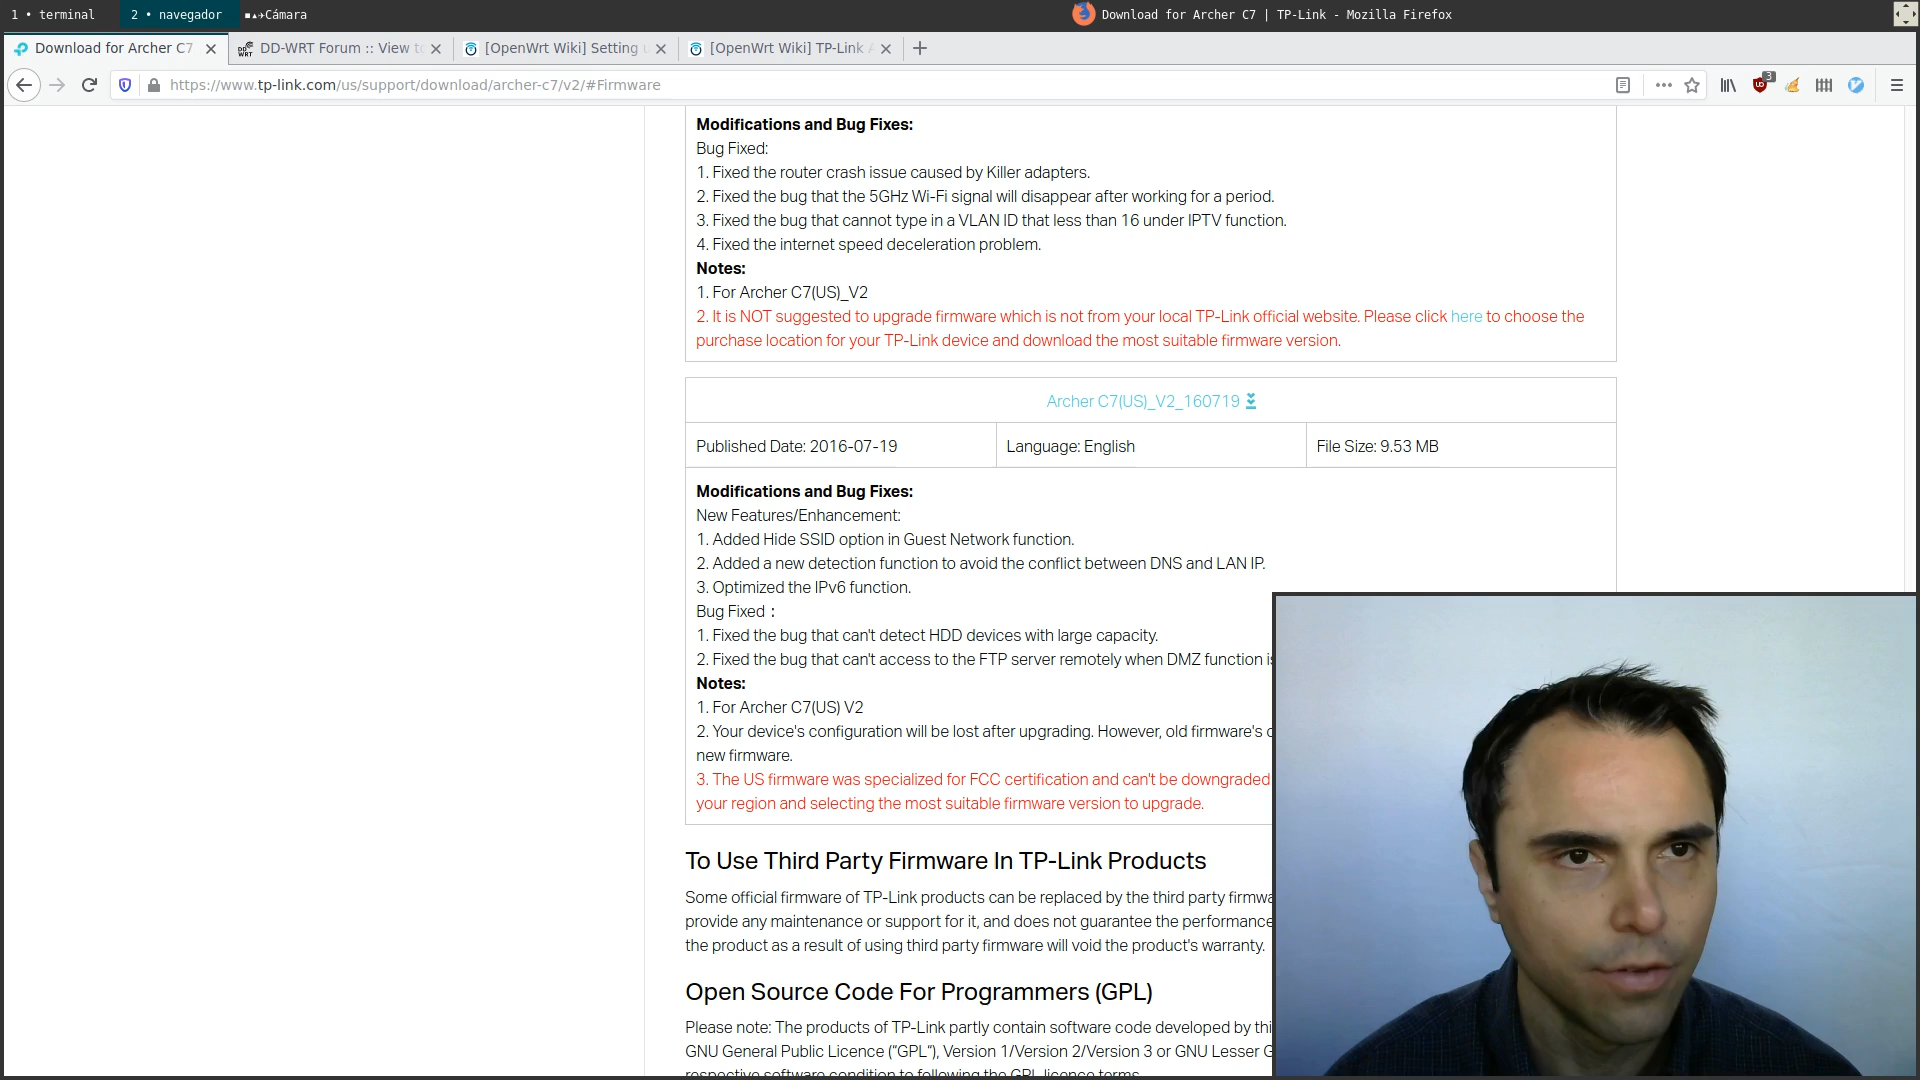 1 • terminal
2 • navegador
Cámara
Download for Archer C7 | TP-Link - Mozilla Firefox
Download for Archer C7
DD-WRT Forum :: View t
[OpenWrt Wiki] Setting
[OpenWrt Wiki] TP-Link
https://www.tp-link.com/us/support/download/archer-c7/v2/#Firmware
3
Modifications and Bug Fixes:
Bug Fixed:
1. Fixed the router crash issue caused by Killer adapters.
2. Fixed the bug that the 5GHz Wi-Fi signal will disappear after working for a period.
3. Fixed the bug that cannot type in a VLAN ID that less than 16 under IPTV function.
4. Fixed the internet speed deceleration problem.
Notes:
1. For Archer C7(US)_V2
2. It is NOT suggested to upgrade firmware which is not from your local TP-Link official website. Please click here to choose the
purchase location for your TP-Link device and download the most suitable firmware version.
Archer C7(US)_V2_160719
Published Date: 2016-07-19
Language: English
File Size: 9.53 MB
Modifications and Bug Fixes:
New Features/Enhancement:
1. Added Hide SSID option in Guest Network function.
2. Added a new detection function to avoid the conflict between DNS and LAN IP.
3. Optimized the IPv6 function.
Bug Fixed：
1. Fixed the bug that can't detect HDD devices with large capacity.
2. Fixed the bug that can't access to the FTP server remotely when DMZ function
Notes:
1. For Archer C7(US) V2
2. Your device's configuration will be lost after upgrading. However, old firmware's
new firmware.
3. The US firmware was specialized for FCC certification and can't be downgraded
your region and selecting the most suitable firmware version to upgrade.
To Use Third Party Firmware In TP-Link Products
Some official firmware of TP-Link products can be replaced by the third party firmwa
provide any maintenance or support for it, and does not guarantee the performance
the product as a result of using third party firmware will void the product's warranty.
Open Source Code For Programmers (GPL)
Please note: The products of TP-Link partly contain software code developed by thi
GNU General Public Licence ("GPL"), Version 1/Version 2/Version 3 or GNU Lesser G
respective software condition to following the GPL licence terms.